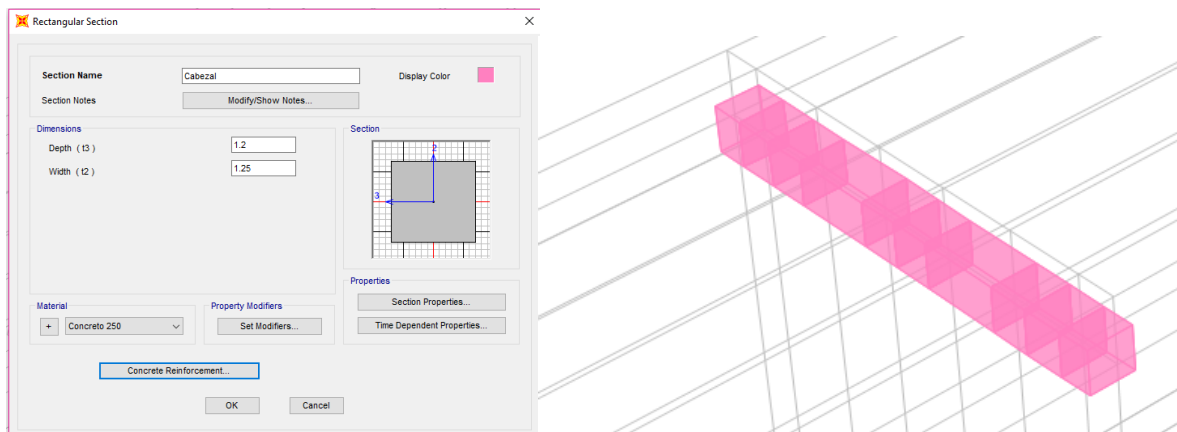 Rectangular Section
Section Name
Cabezal
Display Color
Section Notes
Modify/Show Notes...
Dimensions
Depth ( t3 )
1.2
Width ( t2 )
1.25
Section
2
3
Properties
Section Properties...
Time Dependent Properties...
Material
+
Concreto 250
Property Modifiers
Set Modifiers...
Concrete Reinforcement...
OK
Cancel